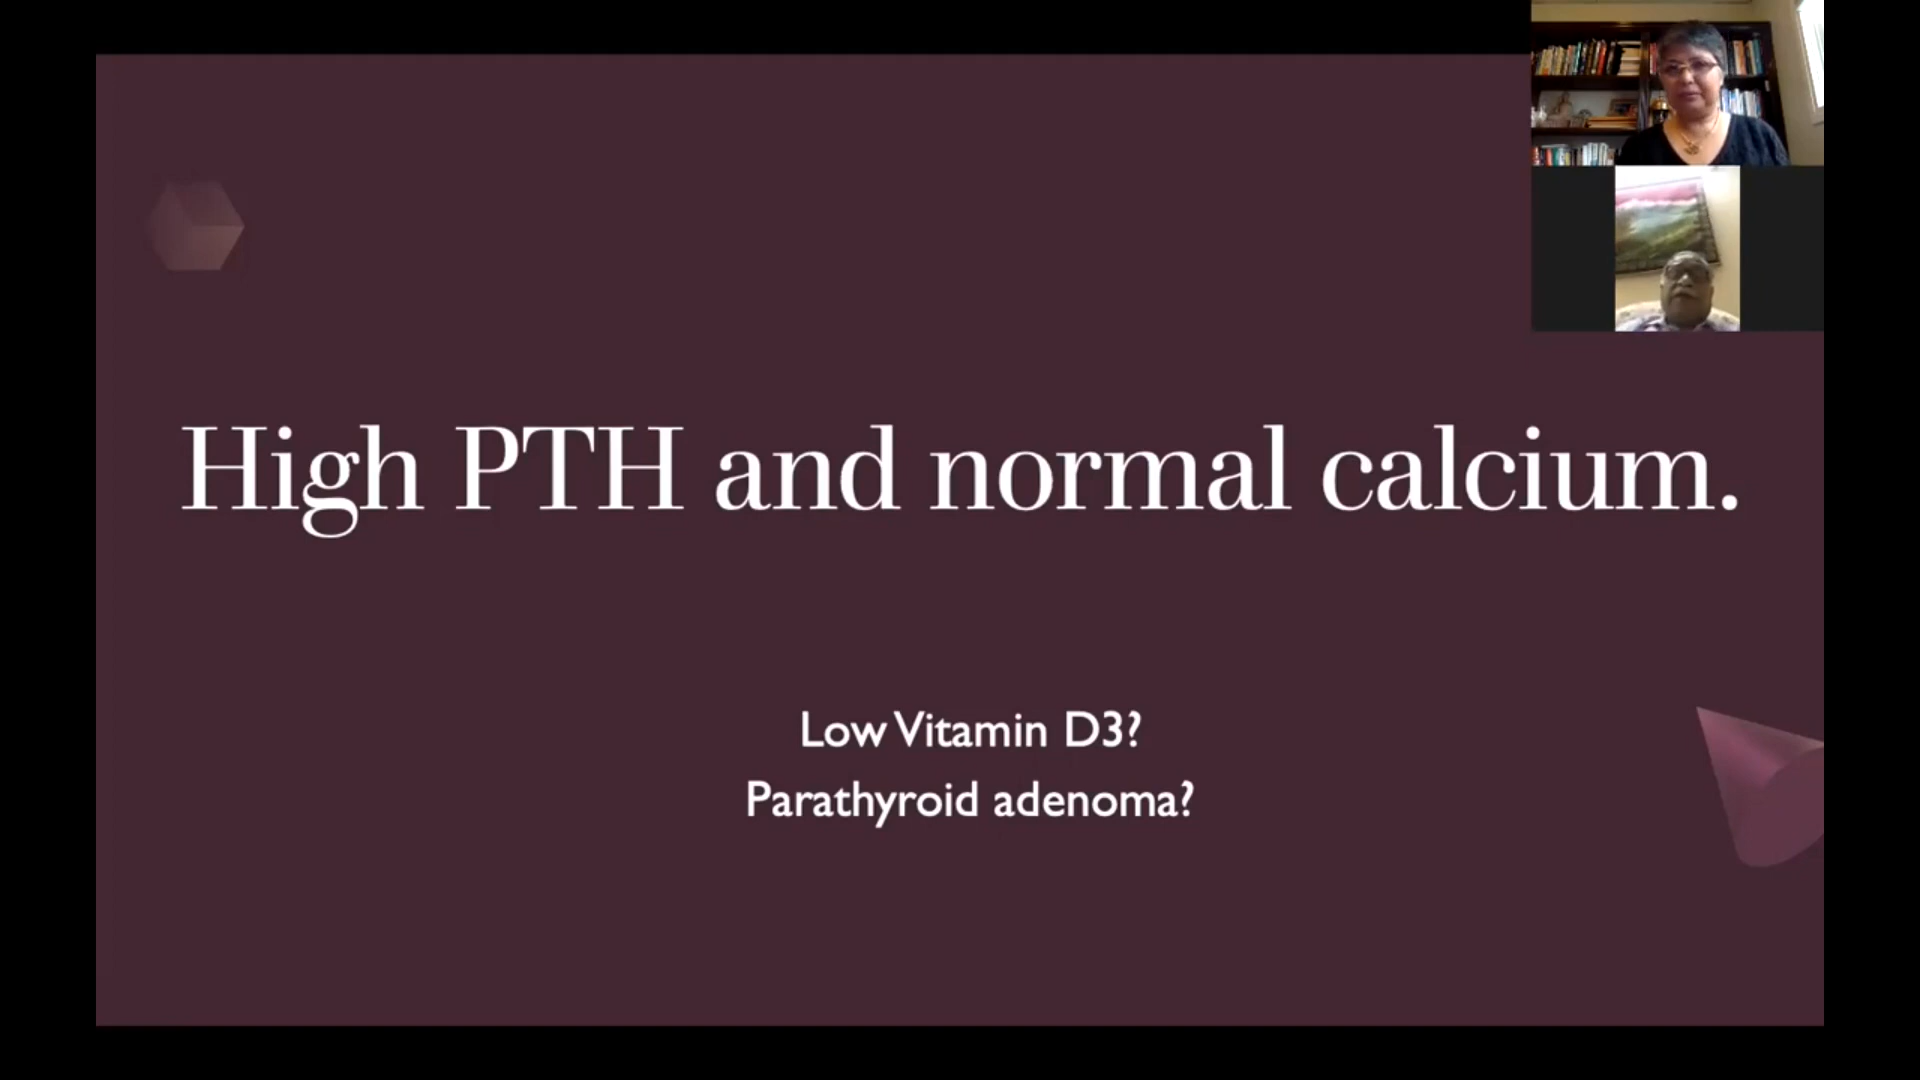 High PTH and normal calcium.
Low Vitamin D3?
Parathyroid adenoma?